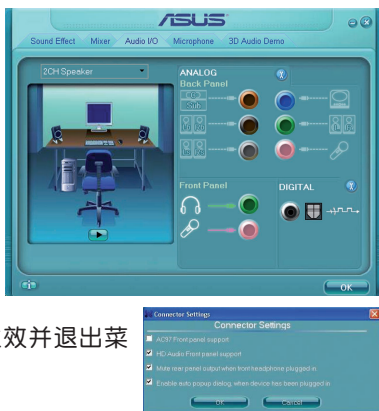 ASUS
Sound Effect Mixer Audio I/O Microphone 3D Audio Demo
2CH Speaker
ANALOG
Back Panel
Sub
Front Panel
DIGITAL
OK
效并退出菜
Connector Settings
Connector Settings
AC97 Front panel support
HD Audio Front panel support
Mute rear panel output when front headphone plugged in
Enable auto popup dialog, when device has been plugged in
OK Cancel